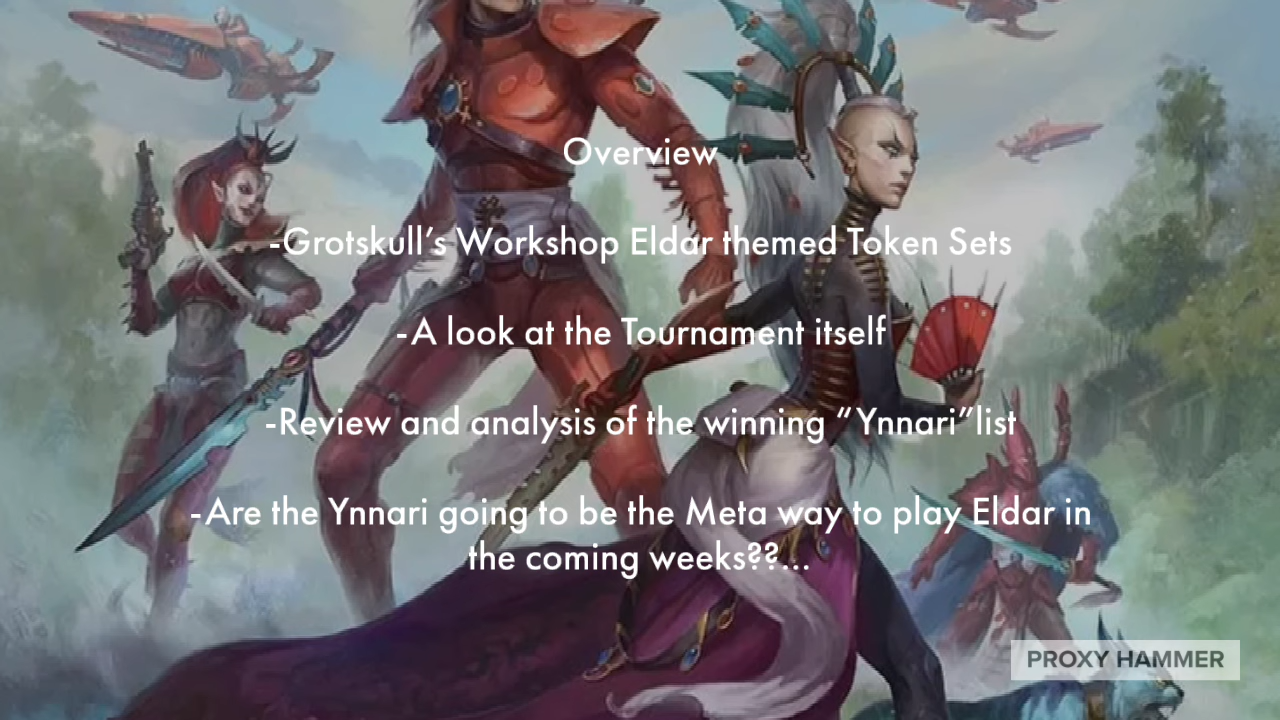 Overview
-Grotskull’s Workshop Eldar themed Token Sets
-A look at the Tournament itself
-Review and analysis of the winning “Ynnari”list
-Are the Ynnari going to be the Meta way to play Eldar in
the coming weeks??...
PROXY HAMMER